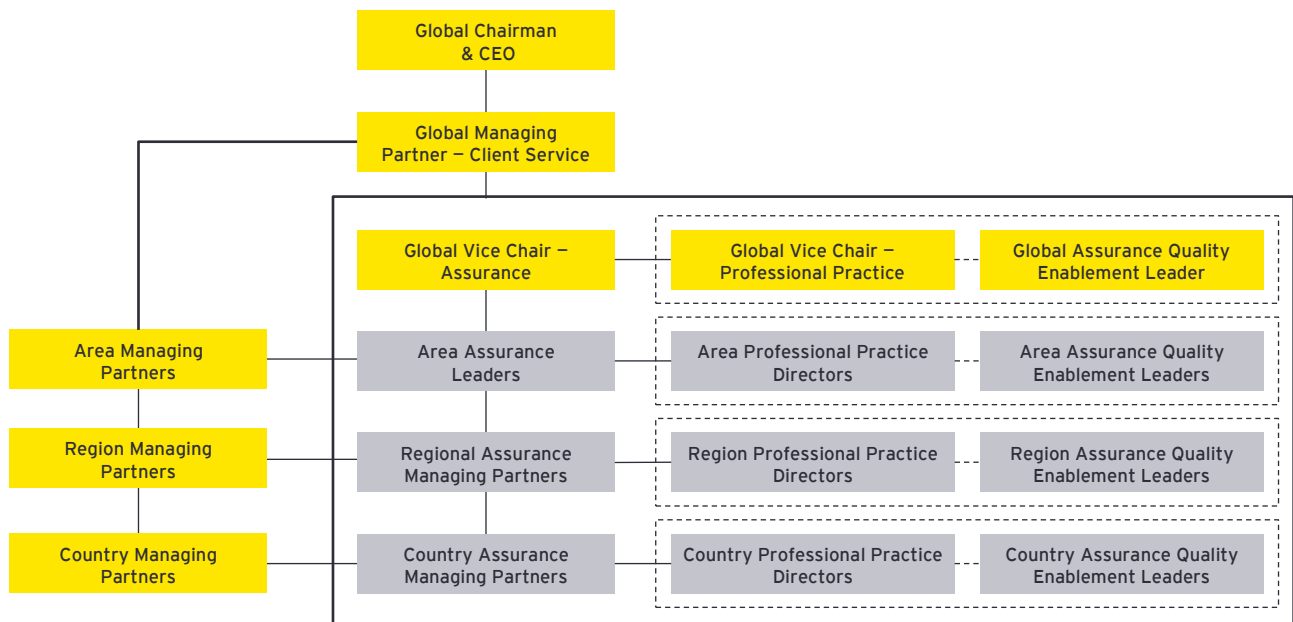 Global Chairman
& CEO
Global Managing
Partner – Client Service
Global Vice Chair –
Assurance
Global Vice Chair –
Professional Practice
Global Assurance Quality
Enablement Leader
Area Managing
Partners
Area Assurance
Leaders
Area Professional Practice
Directors
Area Assurance Quality
Enablement Leaders
Region Managing
Partners
Regional Assurance
Managing Partners
Region Professional Practice
Directors
Region Assurance Quality
Enablement Leaders
Country Managing
Partners
Country Assurance
Managing Partners
Country Professional Practice
Directors
Country Assurance Quality
Enablement Leaders